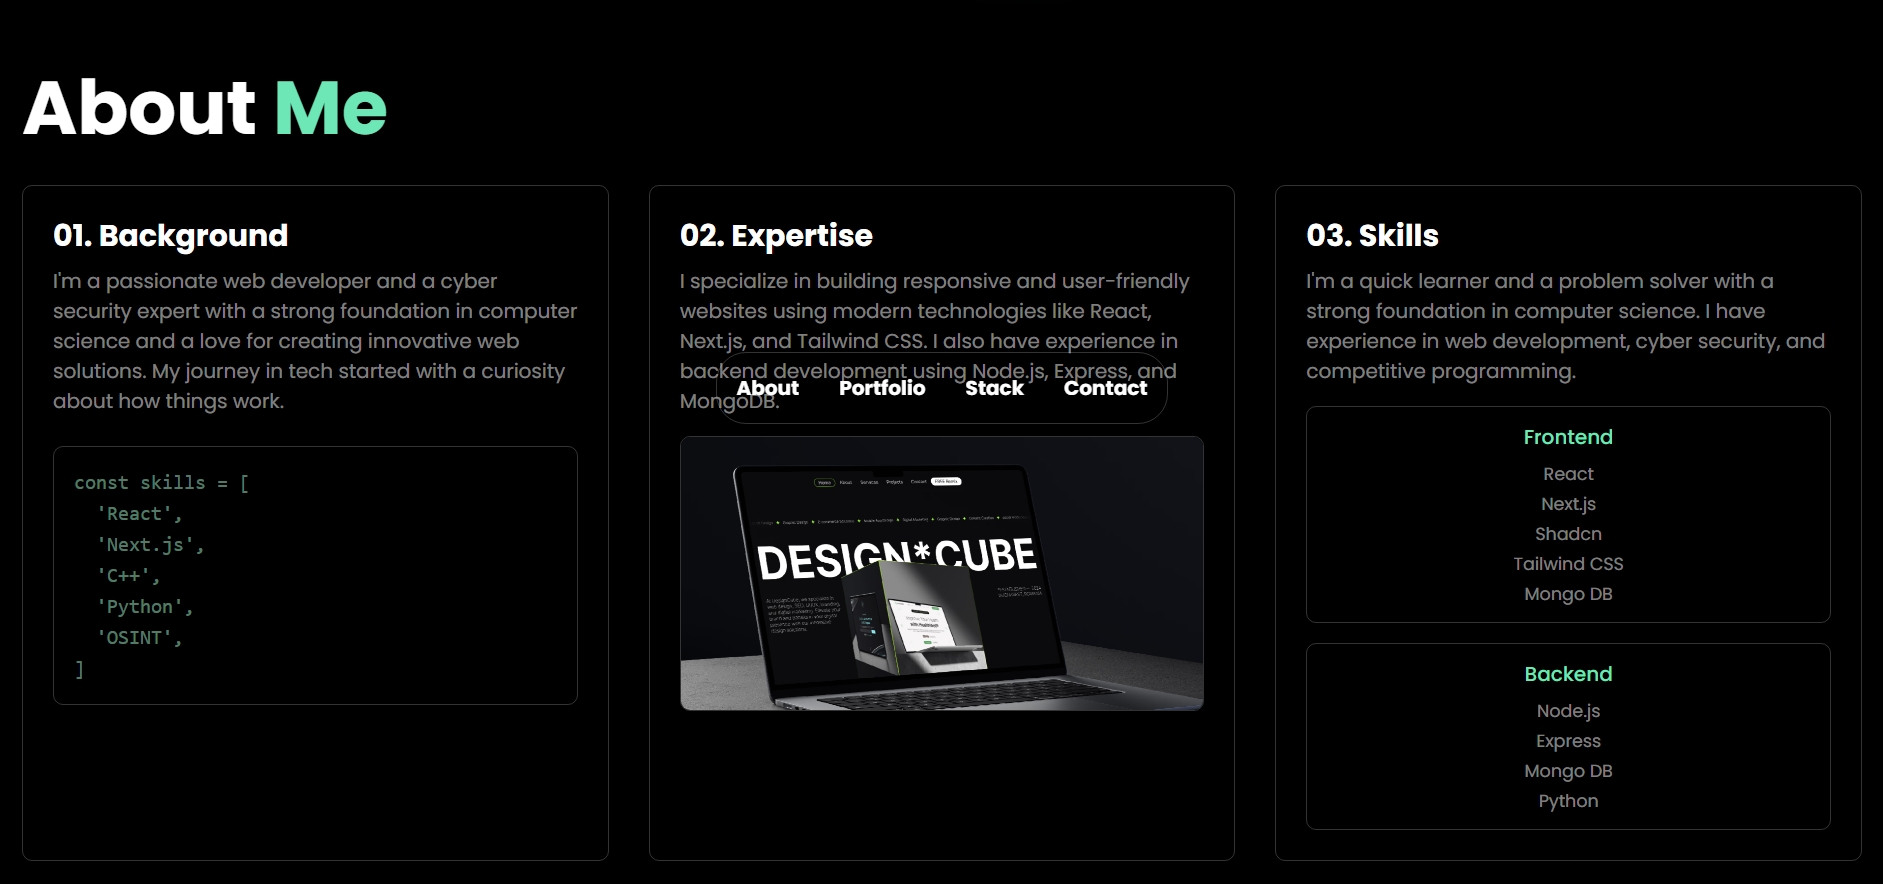 About Me
01. Background
I'm a passionate web developer and a cyber
security expert with a strong foundation in computer
science and a love for creating innovative web
solutions. My journey in tech started with a curiosity
about how things work.
const skills = [
'React',
'Next.js',
'C++',
'Python',
'OSINT',
]
02. Expertise
I specialize in building responsive and user-friendly
websites using modern technologies like React,
Next.js, and Tailwind CSS. I also have experience in
backend development using Node.js, Express, and
MongoDB.
About Portfolio Stack Contact
Home About Services Projects Contact
DESIGN*CUBE
03. Skills
I'm a quick learner and a problem solver with a
strong foundation in computer science. I have
experience in web development, cyber security, and
competitive programming.
Frontend
React
Next.js
Shadcn
Tailwind CSS
Mongo DB
Backend
Node.js
Express
Mongo DB
Python